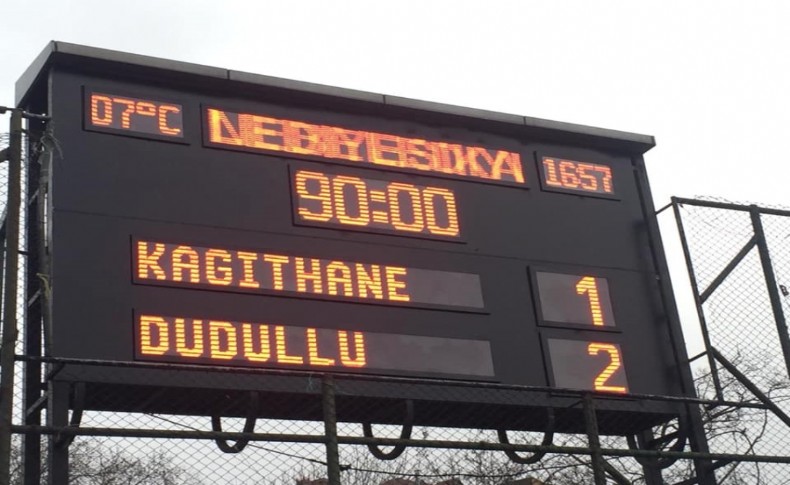 07°C
1657
90:00
KAGITHANE 1
DUDULLU 2